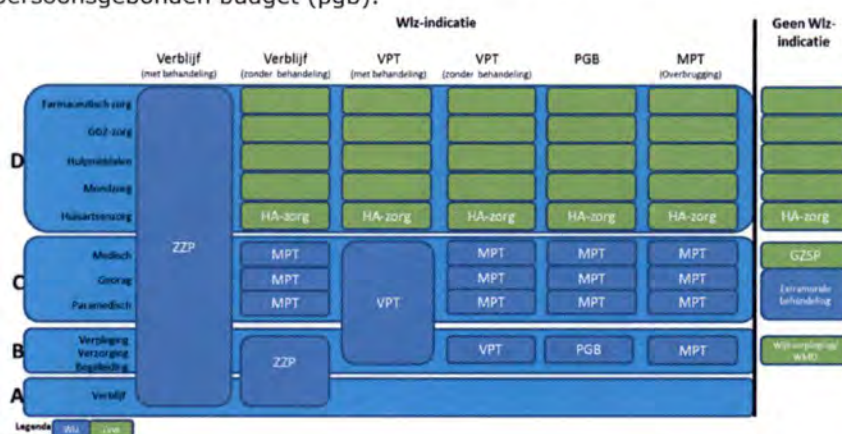 persoonsgebonden budget (pgb).
Wlz-indicatie
Geen Wlz-
indicatie
Verblijf
(met behandeling)
Verblijf
(zonder behandeling)
VPT
(met behandeling)
VPT
(zonder behandeling)
PGB
MPT
(Overbrugging)
D
Farmaceutisch zorg
GGZ-zorg
Hulpmiddelen
Mondzorg
Huisartsenzorg
HA-zorg HA-zorg HA-zorg HA-zorg HA-zorg HA-zorg
ZZP
C
Medisch
MPT MPT MPT MPT GZSP
Gedrag
MPT MPT MPT MPT
Paramedisch
MPT MPT MPT MPT
VPT
Extramurale
behandeling
B
Verpleging
Verzorging
Begeleiding
ZZP VPT PGB MPT
Wijkverpleging/
WMO
A
Verblijf
Legenda Wlz Zvw